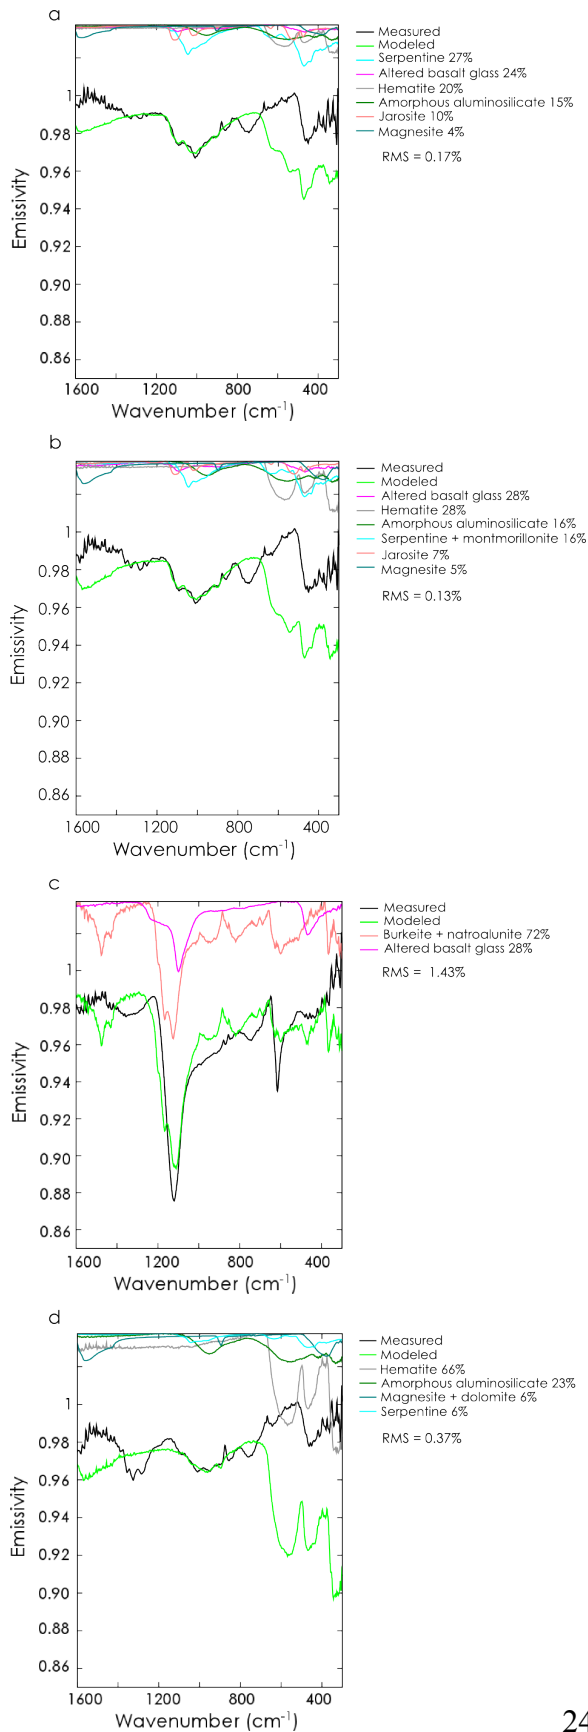 a
Measured
Modeled
Serpentine 27%
Altered basalt glass 24%
Hematite 20%
Amorphous aluminosilicate 15%
Jarosite 10%
Magnesite 4%
RMS = 0.17%
1
0.98
0.96
0.94
0.92
0.90
0.88
0.86
Emissivity
1600 1200 800 400
Wavenumber (cm-1)
b
Measured
Modeled
Altered basalt glass 28%
Hematite 28%
Amorphous aluminosilicate 16%
Serpentine + montmorillonite 16%
Jarosite 7%
Magnesite 5%
RMS = 0.13%
1
0.98
0.96
0.94
0.92
0.90
0.88
0.86
Emissivity
1600 1200 800 400
Wavenumber (cm-1)
c
Measured
Modeled
Burkeite + natroalunite 72%
Altered basalt glass 28%
RMS = 1.43%
1
0.98
0.96
0.94
0.92
0.90
0.88
0.86
Emissivity
1600 1200 800 400
Wavenumber (cm-1)
d
Measured
Modeled
Hematite 66%
Amorphous aluminosilicate 23%
Magnesite + dolomite 6%
Serpentine 6%
RMS = 0.37%
1
0.98
0.96
0.94
0.92
0.90
0.88
0.86
Emissivity
1600 1200 800 400
Wavenumber (cm-1)
24